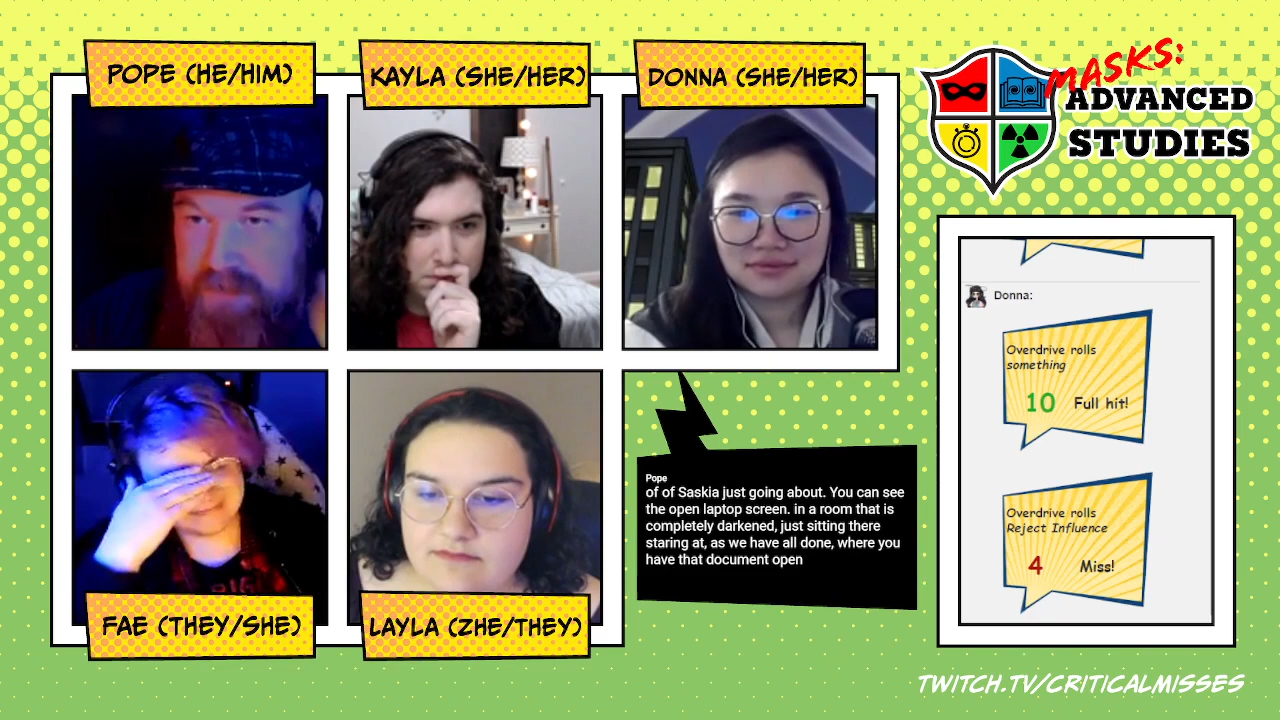 POPE (HE/HIM)
KAYLA (SHE/HER)
DONNA (SHE/HER)
MASKS:
ADVANCED
STUDIES
Donna:
Overdrive rolls
something
10 Full hit!
Pope
of of Saskia just going about. You can see
the open laptop screen. in a room that is
completely darkened, just sitting there
staring at, as we have all done, where you
have that document open
Overdrive rolls
Reject Influence
4 Miss!
FAE (THEY/SHE)
LAYLA (ZHE/THEY)
TWITCH.TV/CRITICALMISSES